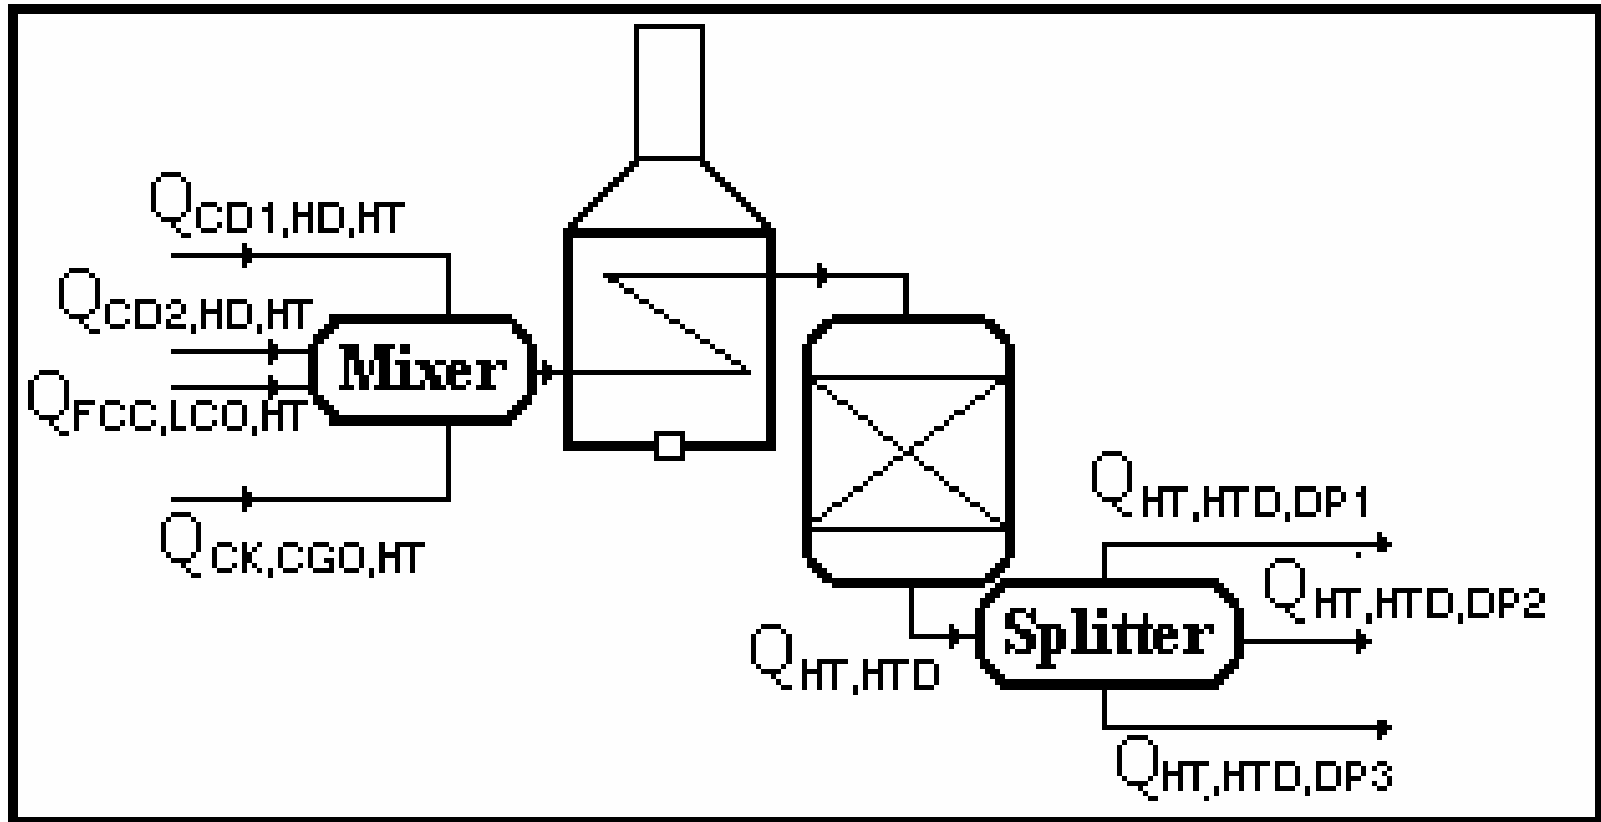 QCD1,HD,HT
QCD2,HD,HT
Mixer
QFCC,LCO,HT
QCK,CGO,HT
QHT,HTD,DP1
QHT,HTD,DP2
Splitter
QHT,HTD
QHT,HTD,DP3